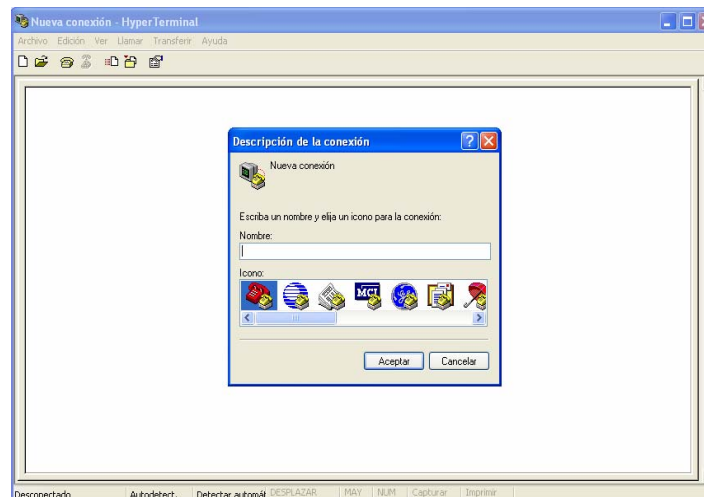 Nueva conexión - HyperTerminal
Archivo Edición Ver Llamar Transferir Ayuda
Descripción de la conexión
Nueva conexión
Escriba un nombre y elija un icono para la conexión:
Nombre:
Icono:
MCI
Aceptar Cancelar
Desconectado Autodetect. Detectar automát DESPLAZAR MAY NUM Capturar Imprimir